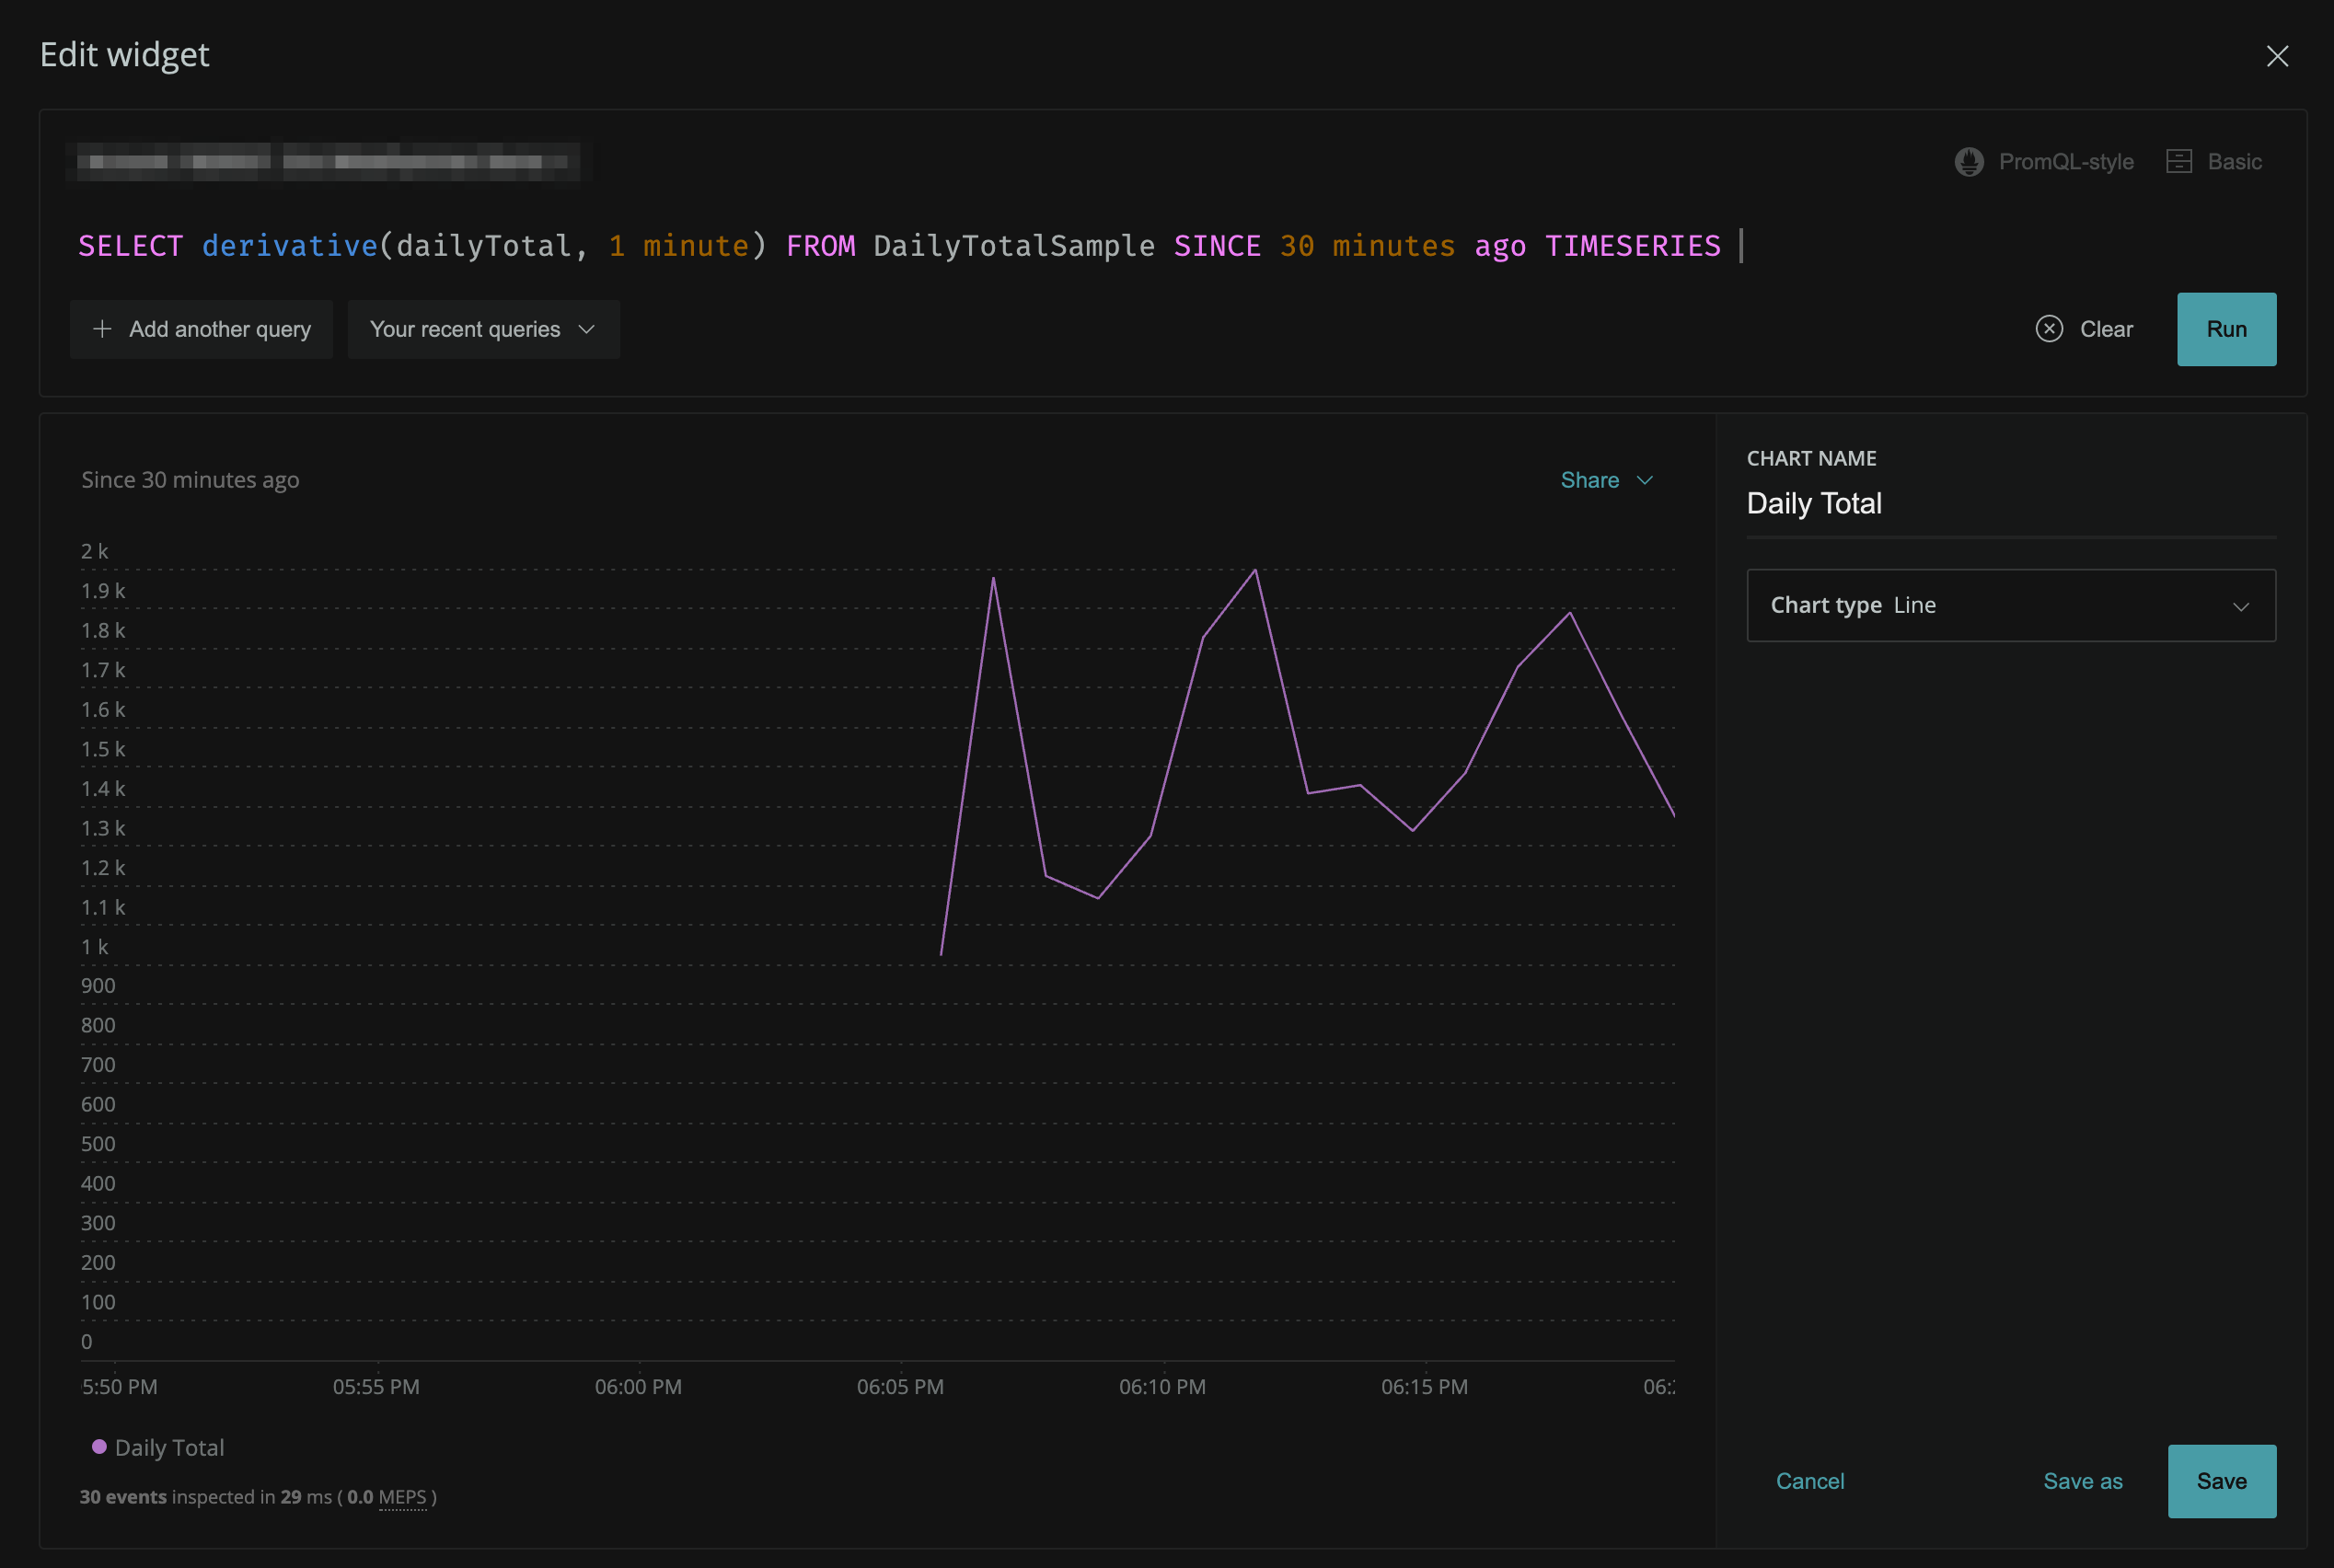 Edit widget
PromQL-style Basic
SELECT derivative(dailyTotal, 1 minute) FROM DailyTotalSample SINCE 30 minutes ago TIMESERIES
Add another query
Your recent queries
Clear
Run
Since 30 minutes ago
Share
2 k
1.9 k
1.8 k
1.7 k
1.6 k
1.5 k
1.4 k
1.3 k
1.2 k
1.1 k
1 k
900
800
700
600
500
400
300
200
100
0
5:50 PM 05:55 PM 06:00 PM 06:05 PM 06:10 PM 06:15 PM
Daily Total
30 events inspected in 29 ms ( 0.0 MEPS )
CHART NAME
Daily Total
Chart type Line
Cancel
Save as
Save